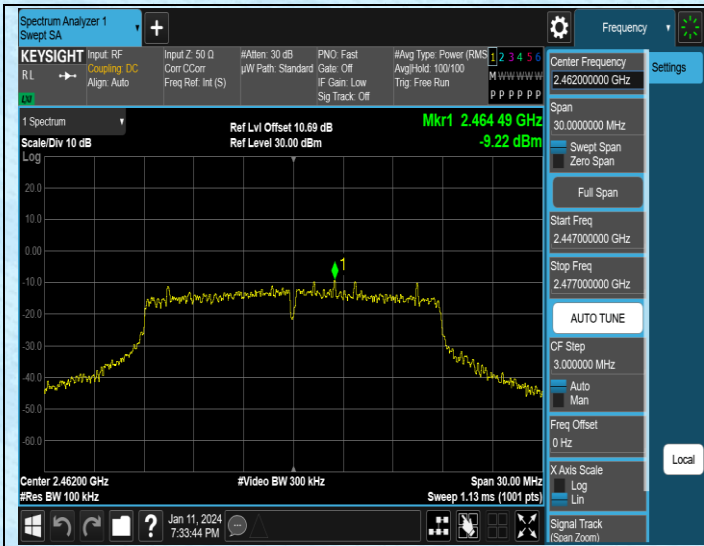 Spectrum Analyzer 1
Swept SA
+
Frequency
KEYSIGHT
Input: RF
Coupling: DC
Align: Auto
Input Z: 50 Ω
Corr CCorr
Freq Ref: Int (S)
#Atten: 30 dB
µW Path: Standard
PNO: Fast
Gate: Off
IF Gain: Low
Sig Track: Off
#Avg Type: Power (RMS
Avg|Hold: 100/100
Trig: Free Run
1 2 3 4 5 6
M W W W W W
P P P P P P
R L
LXI
1 Spectrum
Scale/Div 10 dB
Log
Ref Lvl Offset 10.69 dB
Ref Level 30.00 dBm
Mkr1 2.464 49 GHz
-9.22 dBm
20.0
10.0
0.00
-10.0
-20.0
-30.0
-40.0
-50.0
-60.0
1
Center 2.46200 GHz
#Res BW 100 kHz
#Video BW 300 kHz
Span 30.00 MHz
Sweep 1.13 ms (1001 pts)
Center Frequency
2.462000000 GHz
Settings
Span
30.0000000 MHz
Swept Span
Zero Span
Full Span
Start Freq
2.447000000 GHz
Stop Freq
2.477000000 GHz
AUTO TUNE
CF Step
3.000000 MHz
Auto
Man
Freq Offset
0 Hz
X Axis Scale
Log
Lin
Local
Signal Track
(Span Zoom)
?
Jan 11, 2024
7:33:44 PM